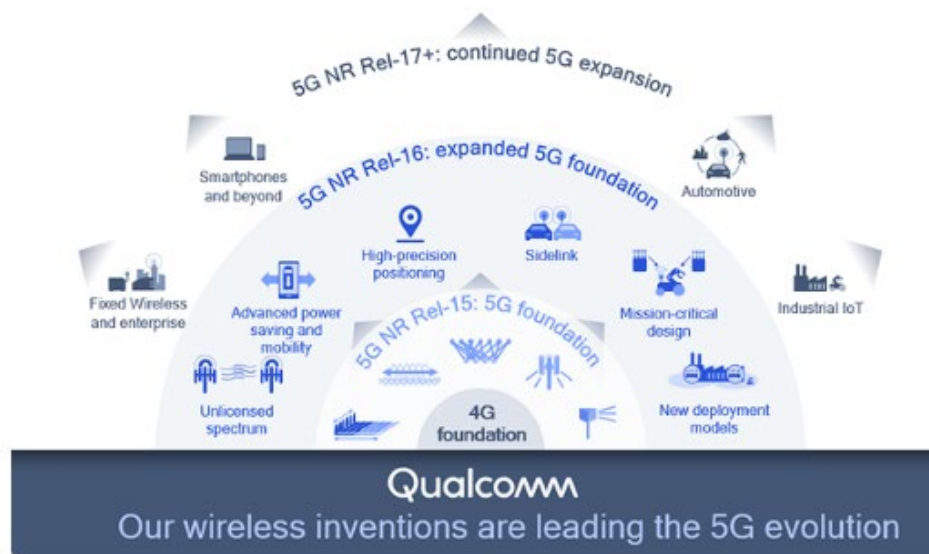 5G NR Rel-17+: continued 5G expansion
Smartphones
and beyond
Automotive
5G NR Rel-16: expanded 5G foundation
High-precision
positioning
Sidelink
Fixed Wireless
and enterprise
Advanced power
saving and
mobility
Mission-critical
design
Industrial IoT
5G NR Rel-15: 5G foundation
Unlicensed
spectrum
4G
foundation
New deployment
models
Qualcomm
Our wireless inventions are leading the 5G evolution